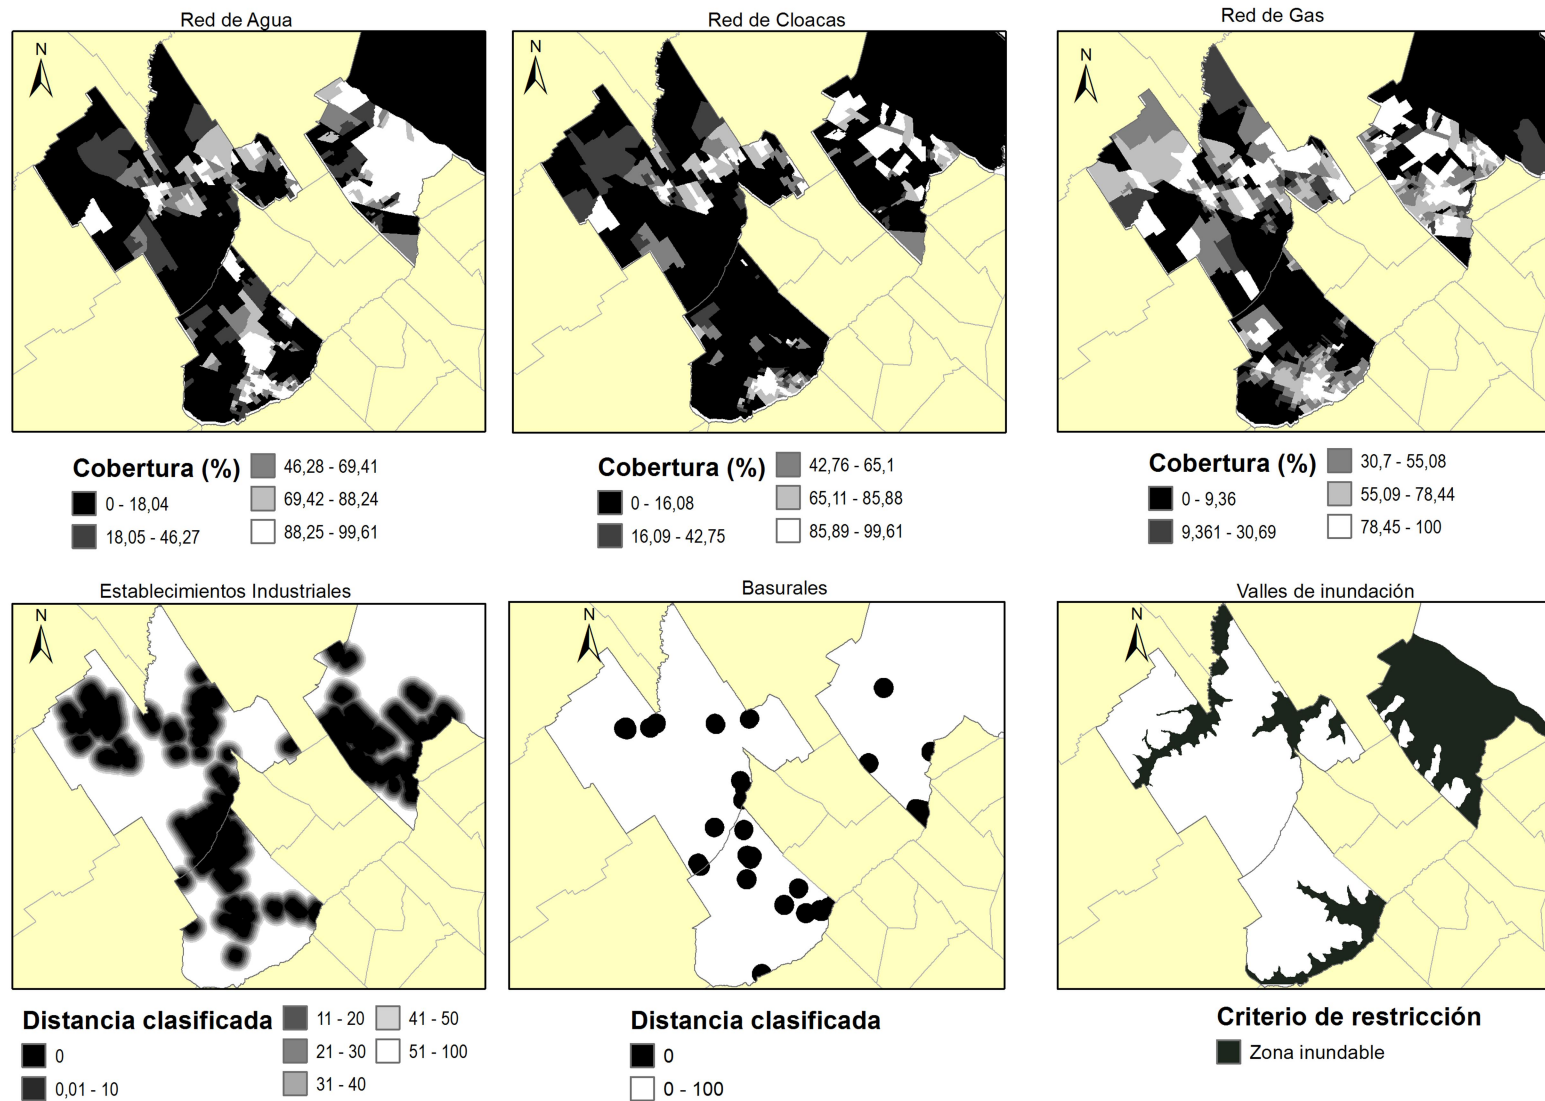 Red de Agua
N
Cobertura (%)
0 - 18,04
18,05 - 46,27
46,28 - 69,41
69,42 - 88,24
88,25 - 99,61
Red de Cloacas
N
Cobertura (%)
0 - 16,08
16,09 - 42,75
42,76 - 65,1
65,11 - 85,88
85,89 - 99,61
Red de Gas
N
Cobertura (%)
0 - 9,36
9,361 - 30,69
30,7 - 55,08
55,09 - 78,44
78,45 - 100
Establecimientos Industriales
N
Distancia clasificada
0
0,01 - 10
11 - 20
21 - 30
31 - 40
41 - 50
51 - 100
Basurales
N
Distancia clasificada
0
0 - 100
Valles de inundación
N
Criterio de restricción
Zona inundable